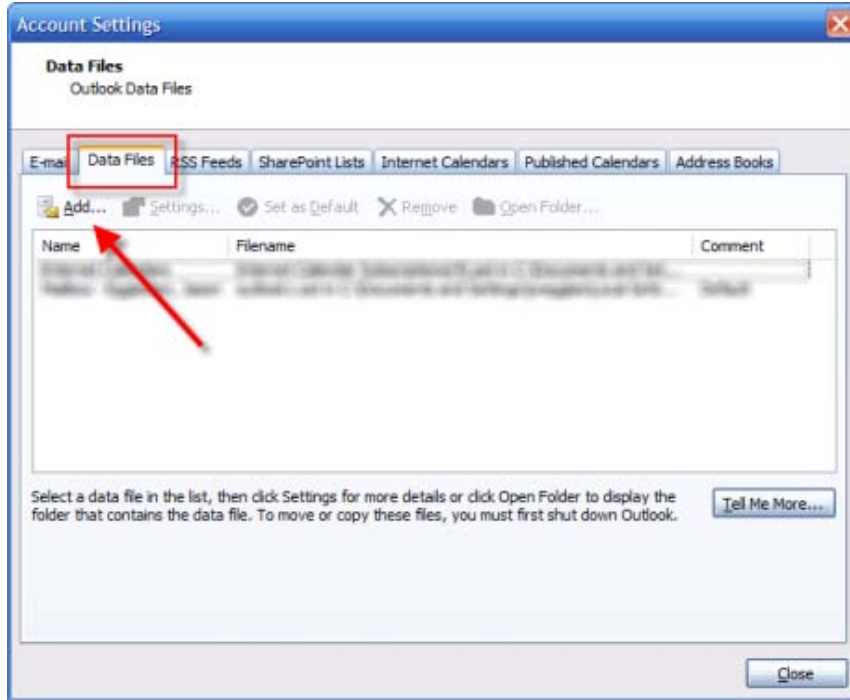 Account Settings
Data Files
Outlook Data Files
E-mail Data Files RSS Feeds SharePoint Lists Internet Calendars Published Calendars Address Books
Add... Settings... Set as Default Remove Open Folder...
Name Filename Comment
Select a data file in the list, then click Settings for more details or click Open Folder to display the
folder that contains the data file. To move or copy these files, you must first shut down Outlook.
Tell Me More...
Close